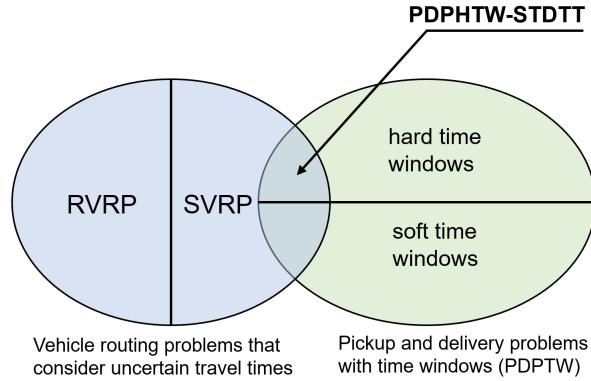 PDPHTW-STDTT
hard time
windows
RVRP
SVRP
soft time
windows
Vehicle routing problems that
consider uncertain travel times
Pickup and delivery problems
with time windows (PDPTW)